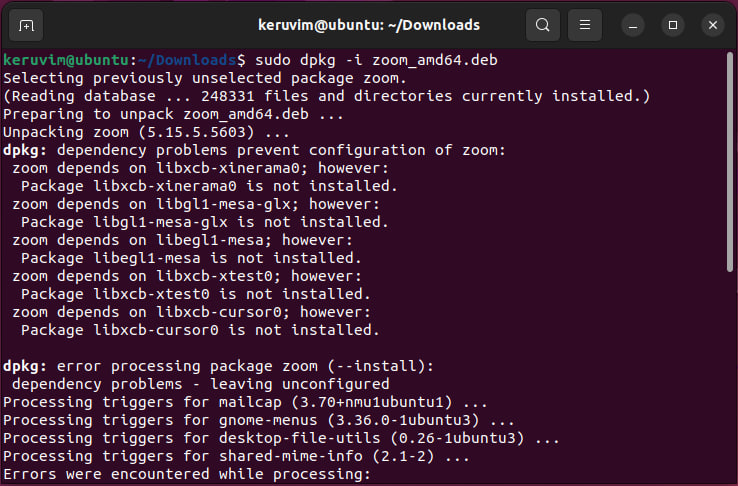 keruvim@ubuntu: ~/Downloads
keruvim@ubuntu:~/Downloads$ sudo dpkg -i zoom_amd64.deb
Selecting previously unselected package zoom.
(Reading database ... 248331 files and directories currently installed.)
Preparing to unpack zoom_amd64.deb ...
Unpacking zoom (5.15.5.5603) ...
dpkg: dependency problems prevent configuration of zoom:
 zoom depends on libxcb-xinerama0; however:
  Package libxcb-xinerama0 is not installed.
 zoom depends on libgl1-mesa-glx; however:
  Package libgl1-mesa-glx is not installed.
 zoom depends on libegl1-mesa; however:
  Package libegl1-mesa is not installed.
 zoom depends on libxcb-xtest0; however:
  Package libxcb-xtest0 is not installed.
 zoom depends on libxcb-cursor0; however:
  Package libxcb-cursor0 is not installed.

dpkg: error processing package zoom (--install):
 dependency problems - leaving unconfigured
Processing triggers for mailcap (3.70+nmu1ubuntu1) ...
Processing triggers for gnome-menus (3.36.0-1ubuntu3) ...
Processing triggers for desktop-file-utils (0.26-1ubuntu3) ...
Processing triggers for shared-mime-info (2.1-2) ...
Errors were encountered while processing: